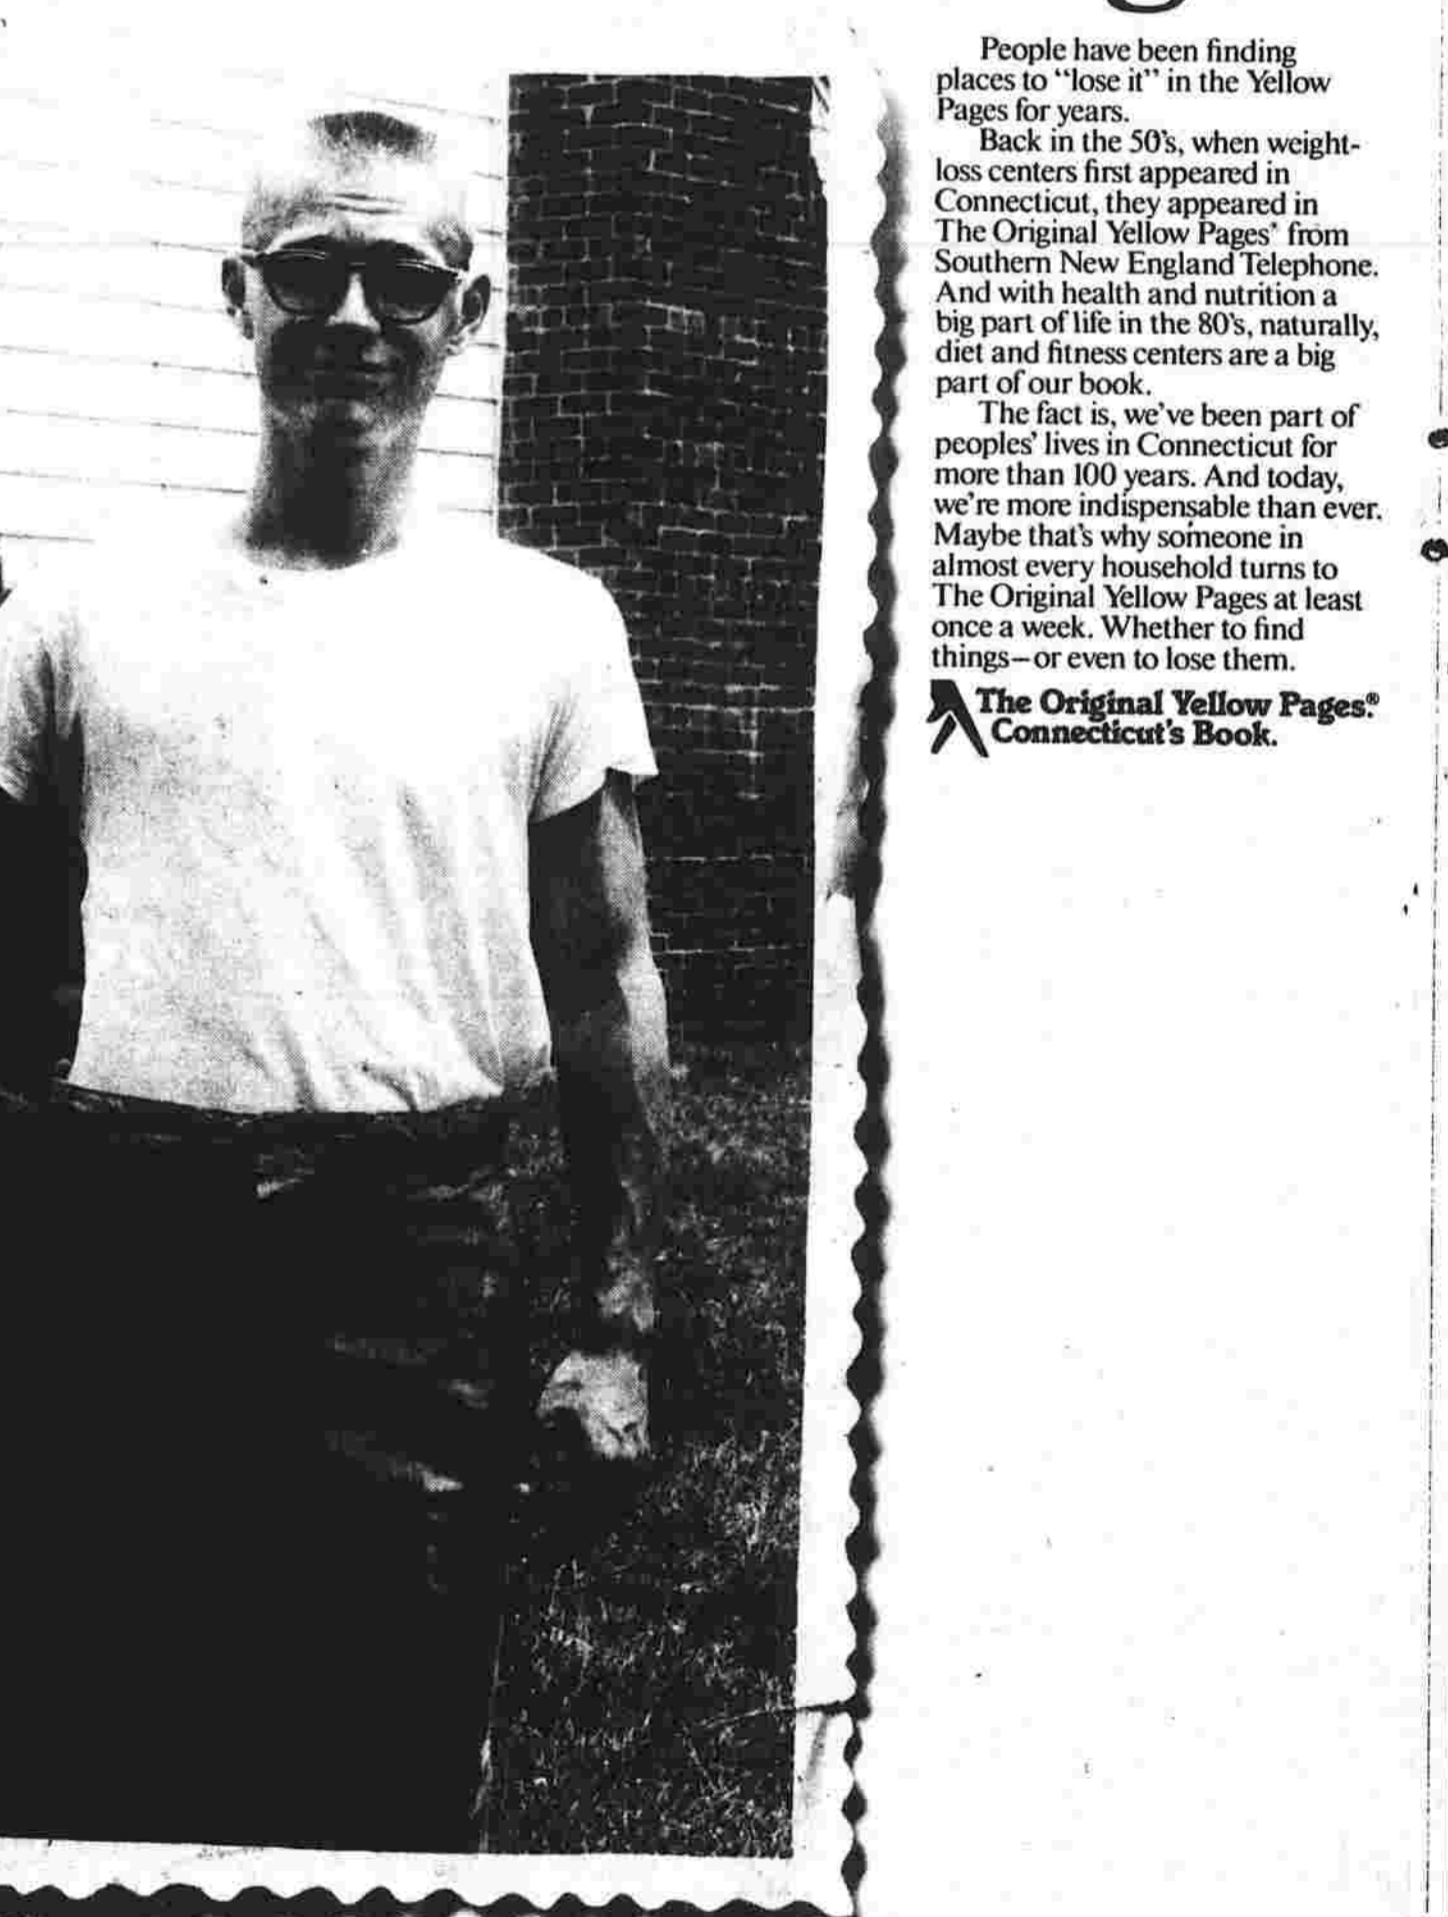 People have been finding
places to “lose it” in the Yellow
Pages for years.
Back in the 50's, when weight-
loss centers first appeared in
Connecticut, they appeared in
The Original Yellow Pages® from
Southern New England Telephone.
And with health and nutrition a
big part of life in the 80's, naturally,
diet and fitness centers are a big
part of our book.
The fact is, we've been part of
peoples' lives in Connecticut for
more than 100 years. And today,
we're more indispensable than ever.
Maybe that's why someone in
almost every household turns to
The Original Yellow Pages at least
once a week. Whether to find
things—or even to lose them.
The Original Yellow Pages.®
Connecticut's Book.